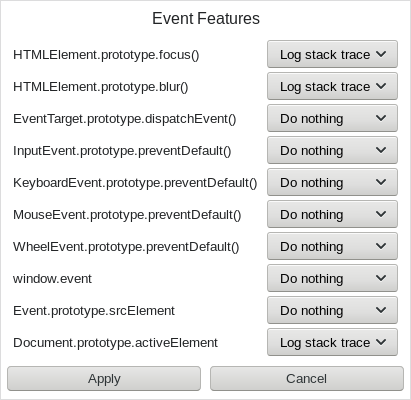 Event Features
HTMLElement.prototype.focus() Log stack trace
HTMLElement.prototype.blur() Log stack trace
EventTarget.prototype.dispatchEvent() Do nothing
InputEvent.prototype.preventDefault() Do nothing
KeyboardEvent.prototype.preventDefault() Do nothing
MouseEvent.prototype.preventDefault() Do nothing
WheelEvent.prototype.preventDefault() Do nothing
window.event Do nothing
Event.prototype.srcElement Do nothing
Document.prototype.activeElement Log stack trace
Apply Cancel